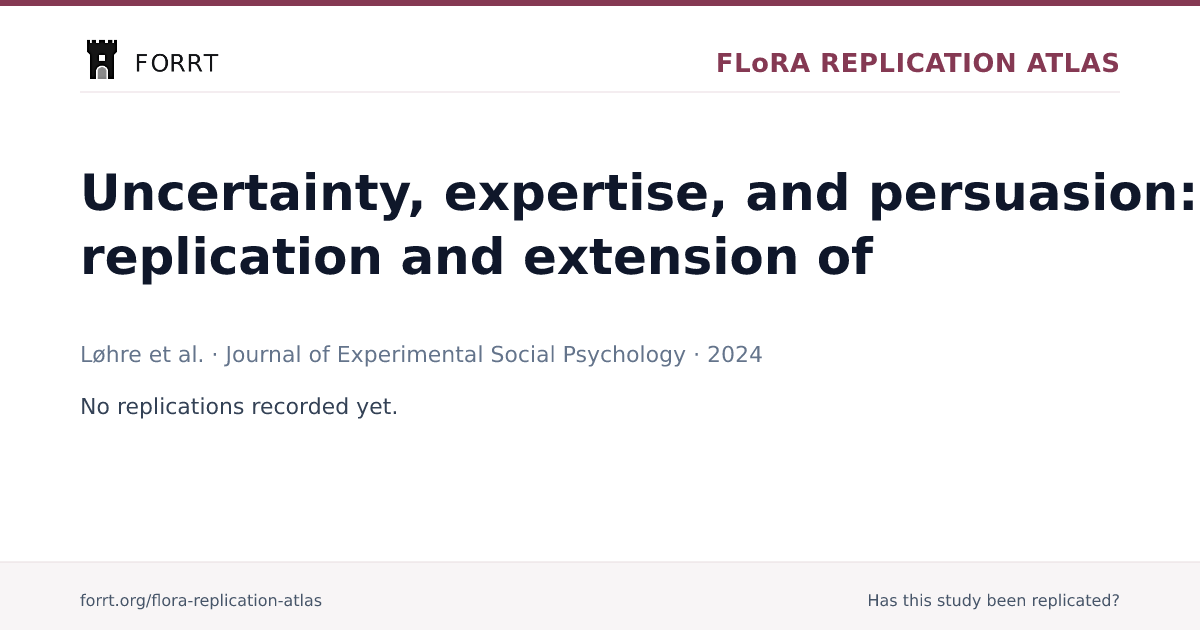 FORRT
FLoRA REPLICATION ATLAS
Uncertainty, expertise, and persuasion:
replication and extension of
Løhre et al. · Journal of Experimental Social Psychology · 2024
No replications recorded yet.
forrt.org/flora-replication-atlas
Has this study been replicated?